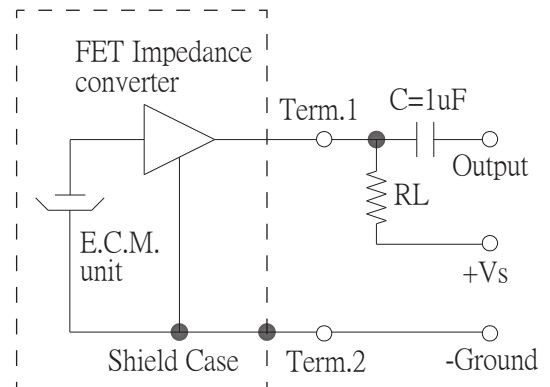 FET Impedance
converter
Term.1
C=1uF
Output
RL
E.C.M.
unit
+Vs
Shield Case
Term.2
-Ground